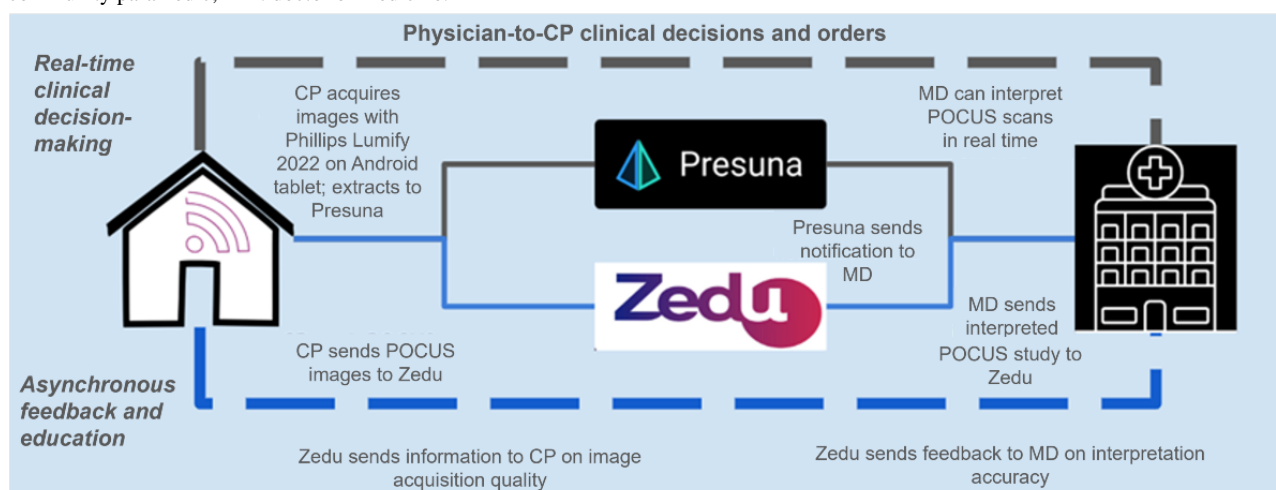 Physician-to-CP clinical decisions and orders
Real-time
clinical
decision-
making
CP acquires
images with
Phillips Lumify
2022 on Android
tablet; extracts to
Presuna
MD can interpret
POCUS scans
in real time
Presuna
Presuna sends
notification to
MD
Zedu
MD sends
interpreted
POCUS study to
Zedu
CP sends POCUS
images to Zedu
Asynchronous
feedback and
education
Zedu sends information to CP on image
acquisition quality
Zedu sends feedback to MD on interpretation
accuracy